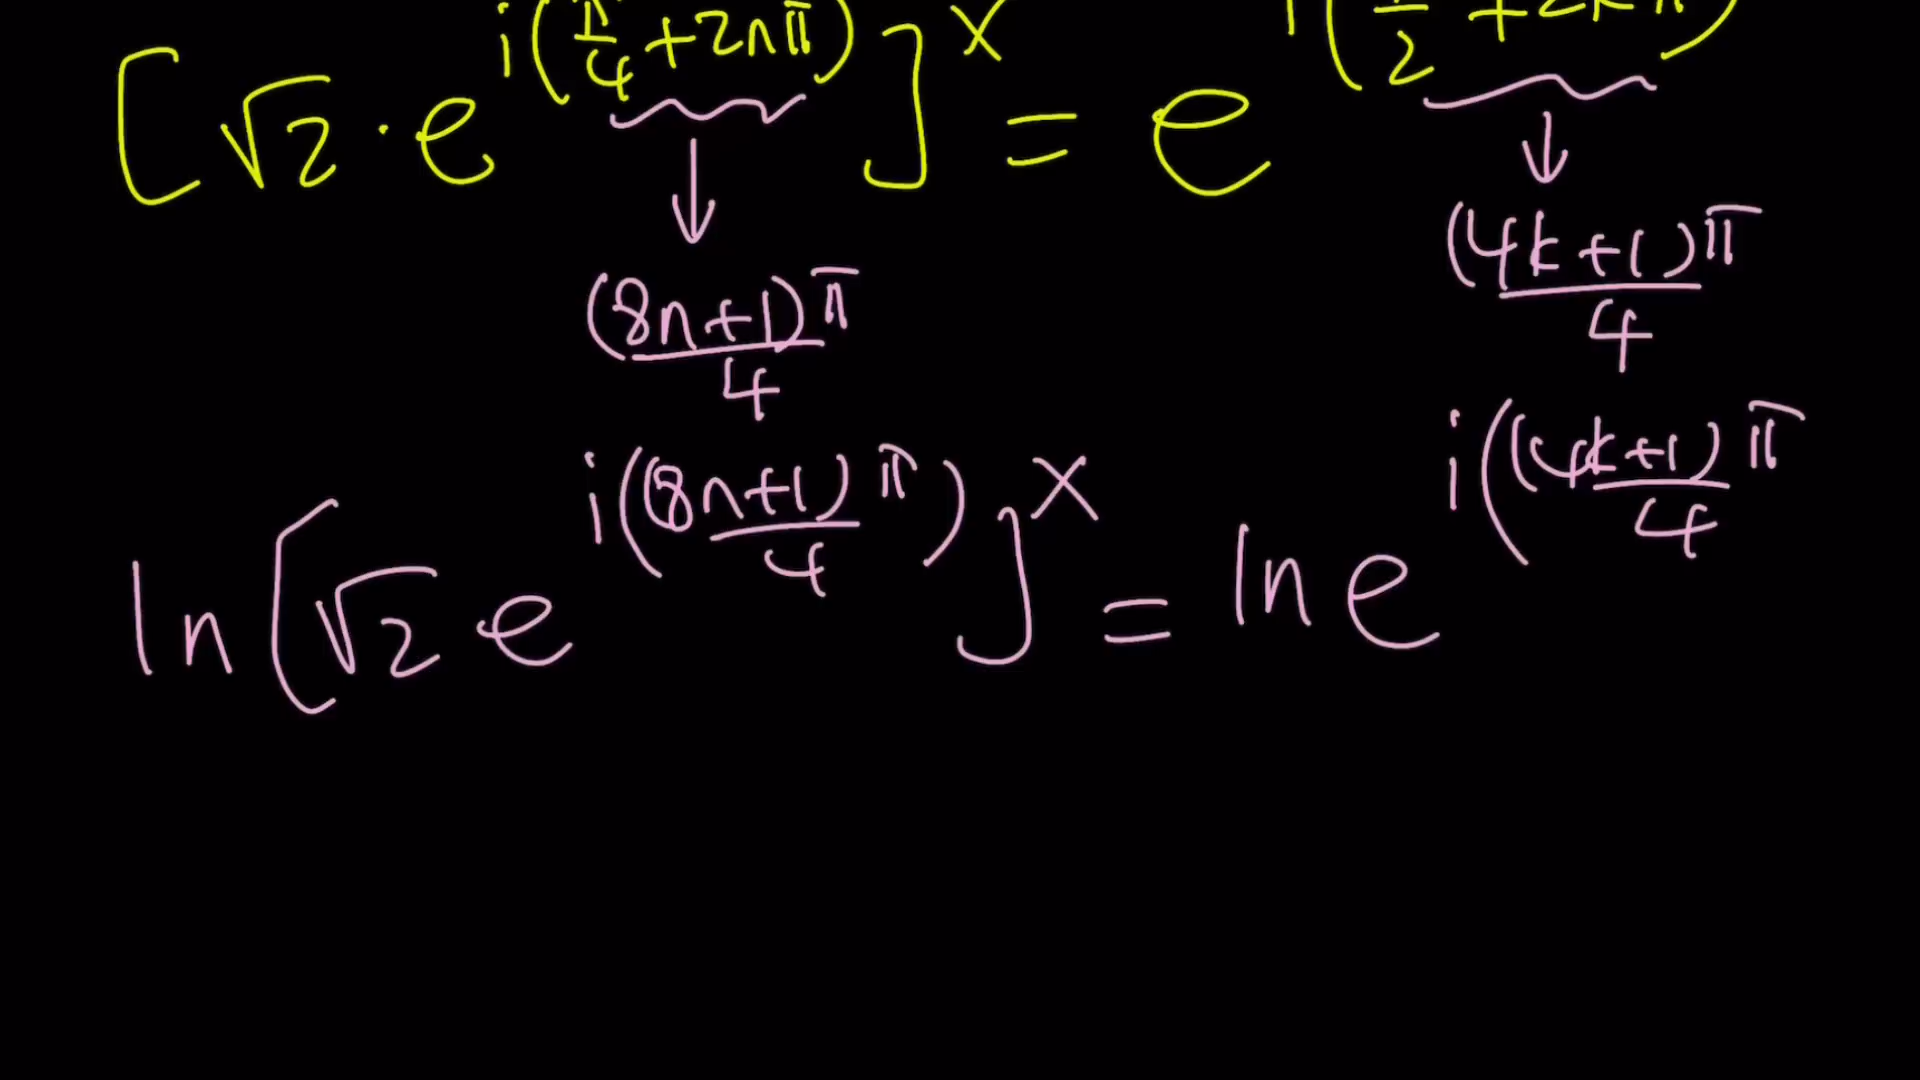 [√2 · e^{i(π/4 + 2nπ)}]^x = e^{i(π/2 + 2kπ)}
↓ ↓
(8n+1)π/4 (4k+1)π/4
ln[√2 e^{i((8n+1)π/4)}]^x = ln e^{i((4k+1)π/4}